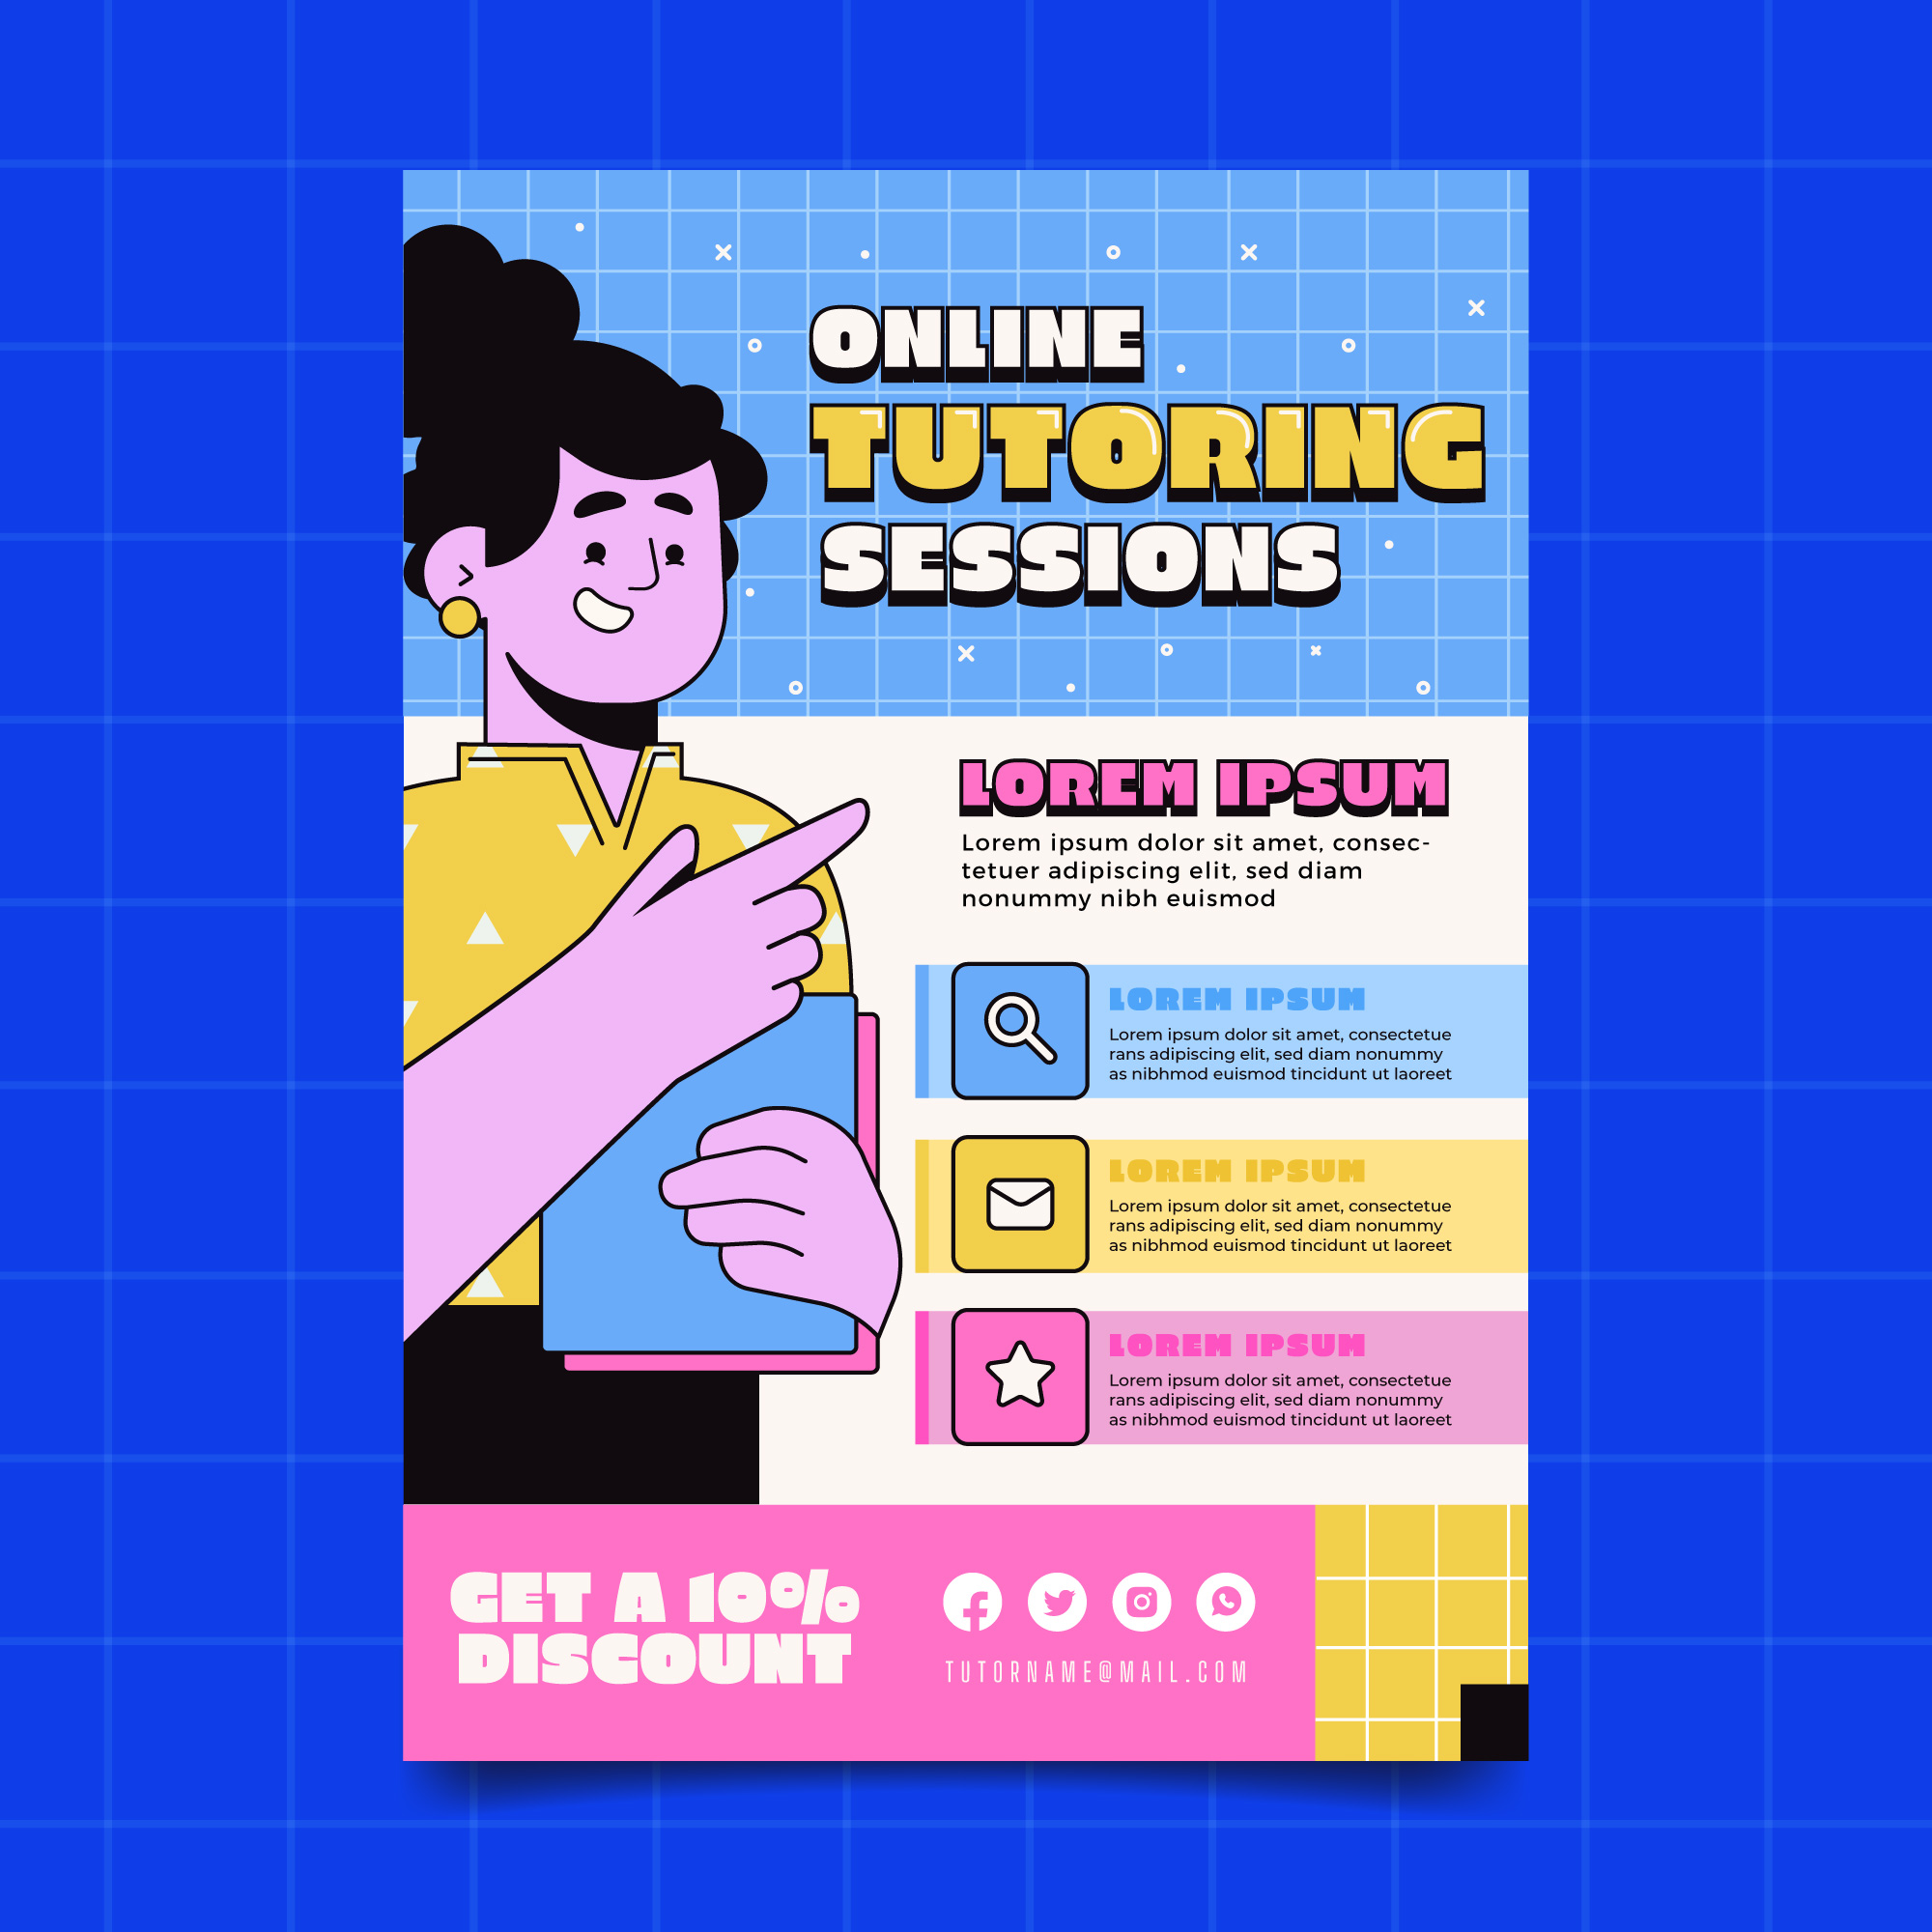 ONLINE
TUTORING
SESSIONS
LOREM IPSUM
Lorem ipsum dolor sit amet, consec-
tetuer adipiscing elit, sed diam
nonummy nibh euismod
LOREM IPSUM
Lorem ipsum dolor sit amet, consectetue
rans adipiscing elit, sed diam nonummy
as nibhmod euismod tincidunt ut laoreet
LOREM IPSUM
Lorem ipsum dolor sit amet, consectetue
rans adipiscing elit, sed diam nonummy
as nibhmod euismod tincidunt ut laoreet
LOREM IPSUM
Lorem ipsum dolor sit amet, consectetue
rans adipiscing elit, sed diam nonummy
as nibhmod euismod tincidunt ut laoreet
GET A 10%
DISCOUNT
TUTORNAME@MAIL.COM